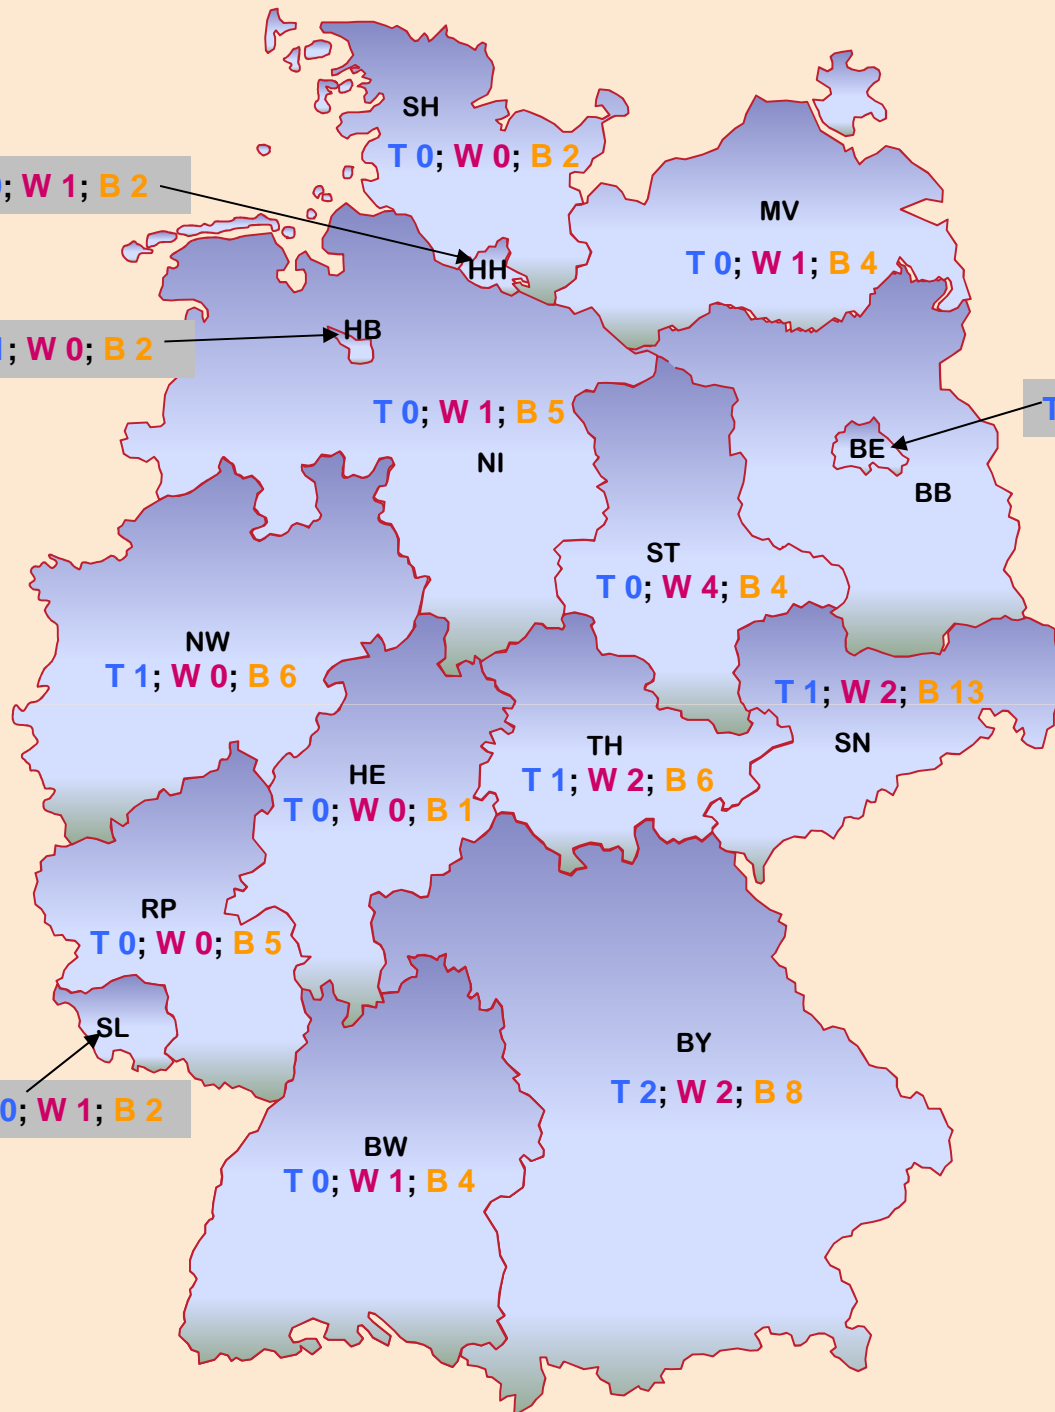 SH
T 0; W 0; B 2
; W 1; B 2
MV
T 0; W 1; B 4
HH
HB
; W 0; B 2
T 0; W 1; B 5
NI
T
BE
BB
ST
T 0; W 4; B 4
NW
T 1; W 0; B 6
T 1; W 2; B 13
SN
TH
T 1; W 2; B 6
HE
T 0; W 0; B 1
RP
T 0; W 0; B 5
SL
0; W 1; B 2
BY
T 2; W 2; B 8
BW
T 0; W 1; B 4